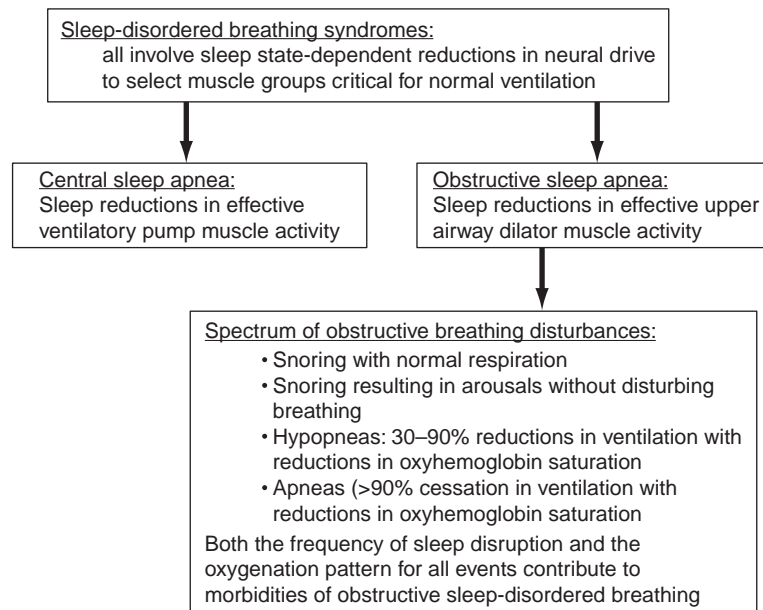 Sleep-disordered breathing syndromes:
all involve sleep state-dependent reductions in neural drive
to select muscle groups critical for normal ventilation
Central sleep apnea:
Sleep reductions in effective
ventilatory pump muscle activity
Obstructive sleep apnea:
Sleep reductions in effective upper
airway dilator muscle activity
Spectrum of obstructive breathing disturbances:
• Snoring with normal respiration
• Snoring resulting in arousals without disturbing
breathing
• Hypopneas: 30–90% reductions in ventilation with
reductions in oxyhemoglobin saturation
• Apneas (>90% cessation in ventilation with
reductions in oxyhemoglobin saturation
Both the frequency of sleep disruption and the
oxygenation pattern for all events contribute to
morbidities of obstructive sleep-disordered breathing